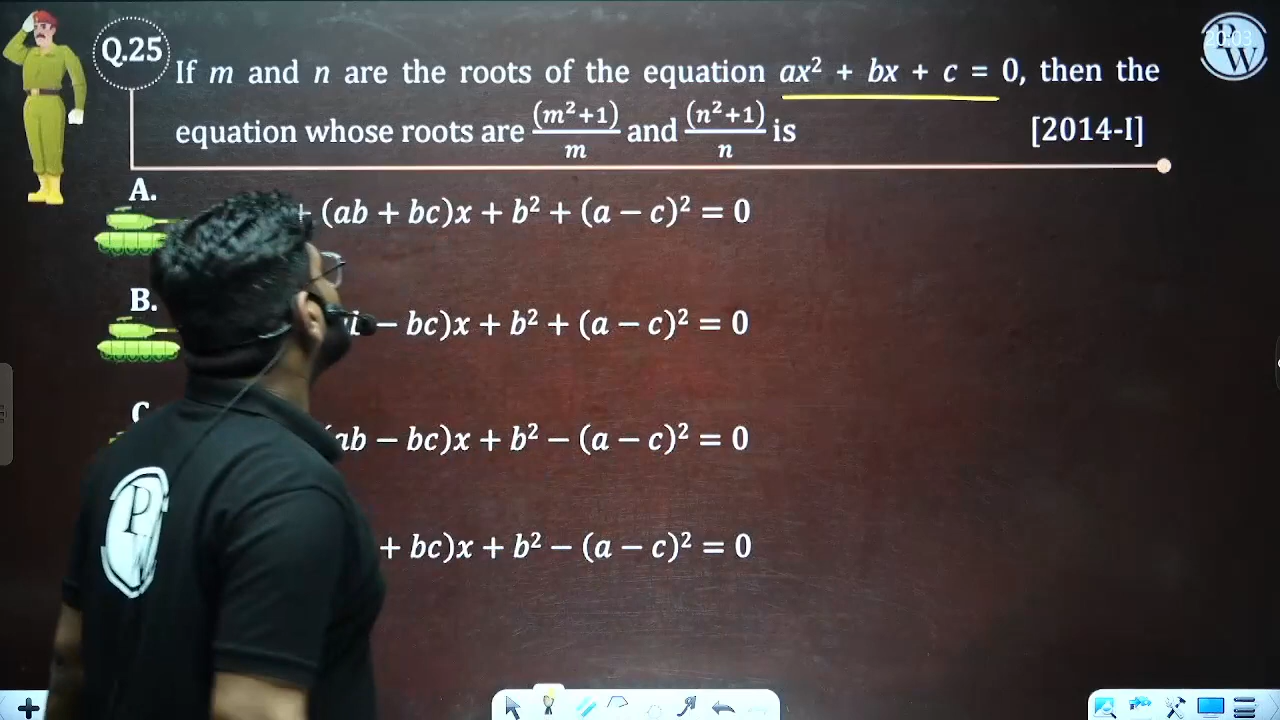 Q.25
If m and n are the roots of the equation ax² + bx + c = 0, then the
equation whose roots are (m²+1)/m and (n²+1)/n is [2014-I]
A. + (ab + bc)x + b² + (a − c)² = 0
B. − bc)x + b² + (a − c)² = 0
C. ab − bc)x + b² − (a − c)² = 0
+ bc)x + b² − (a − c)² = 0
PW
P